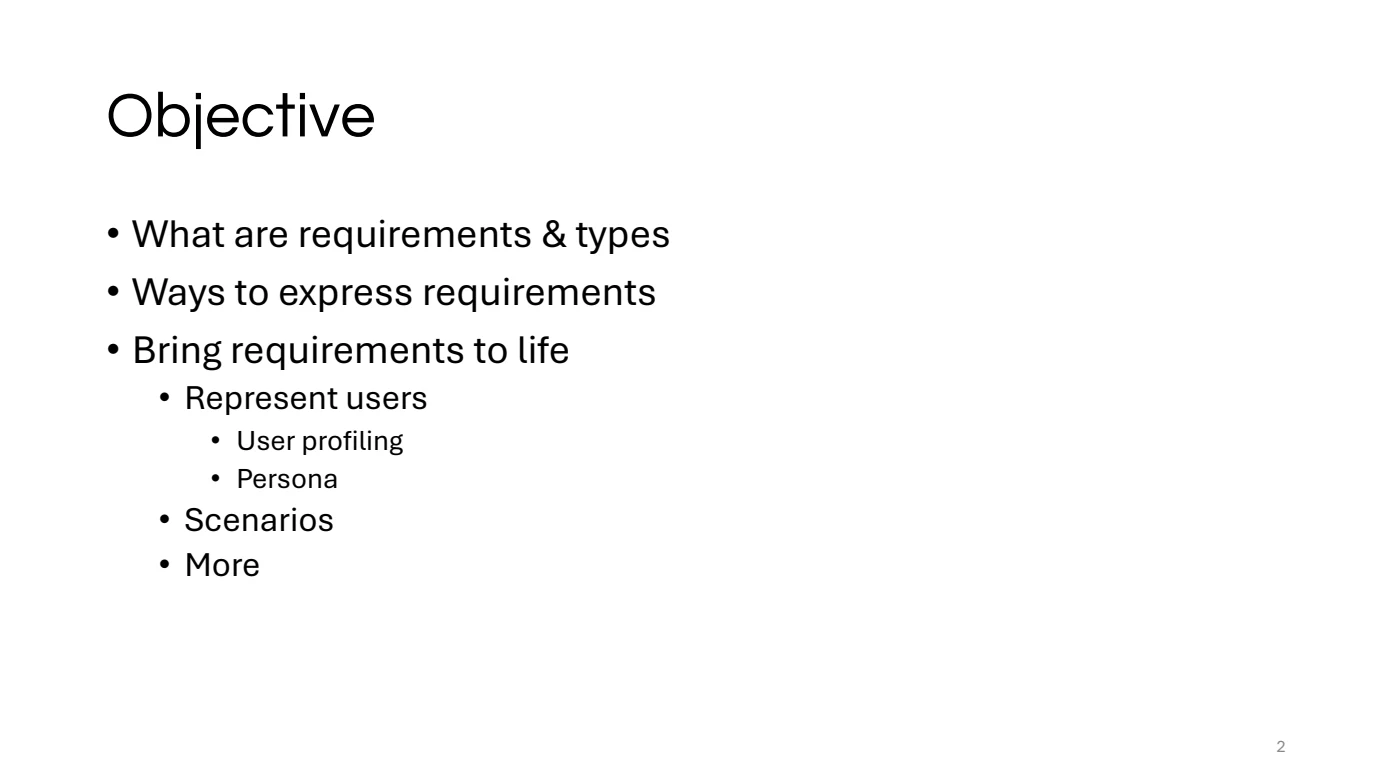 Objective
• What are requirements & types
• Ways to express requirements
• Bring requirements to life
• Represent users
• User profiling
• Persona
• Scenarios
• More
2